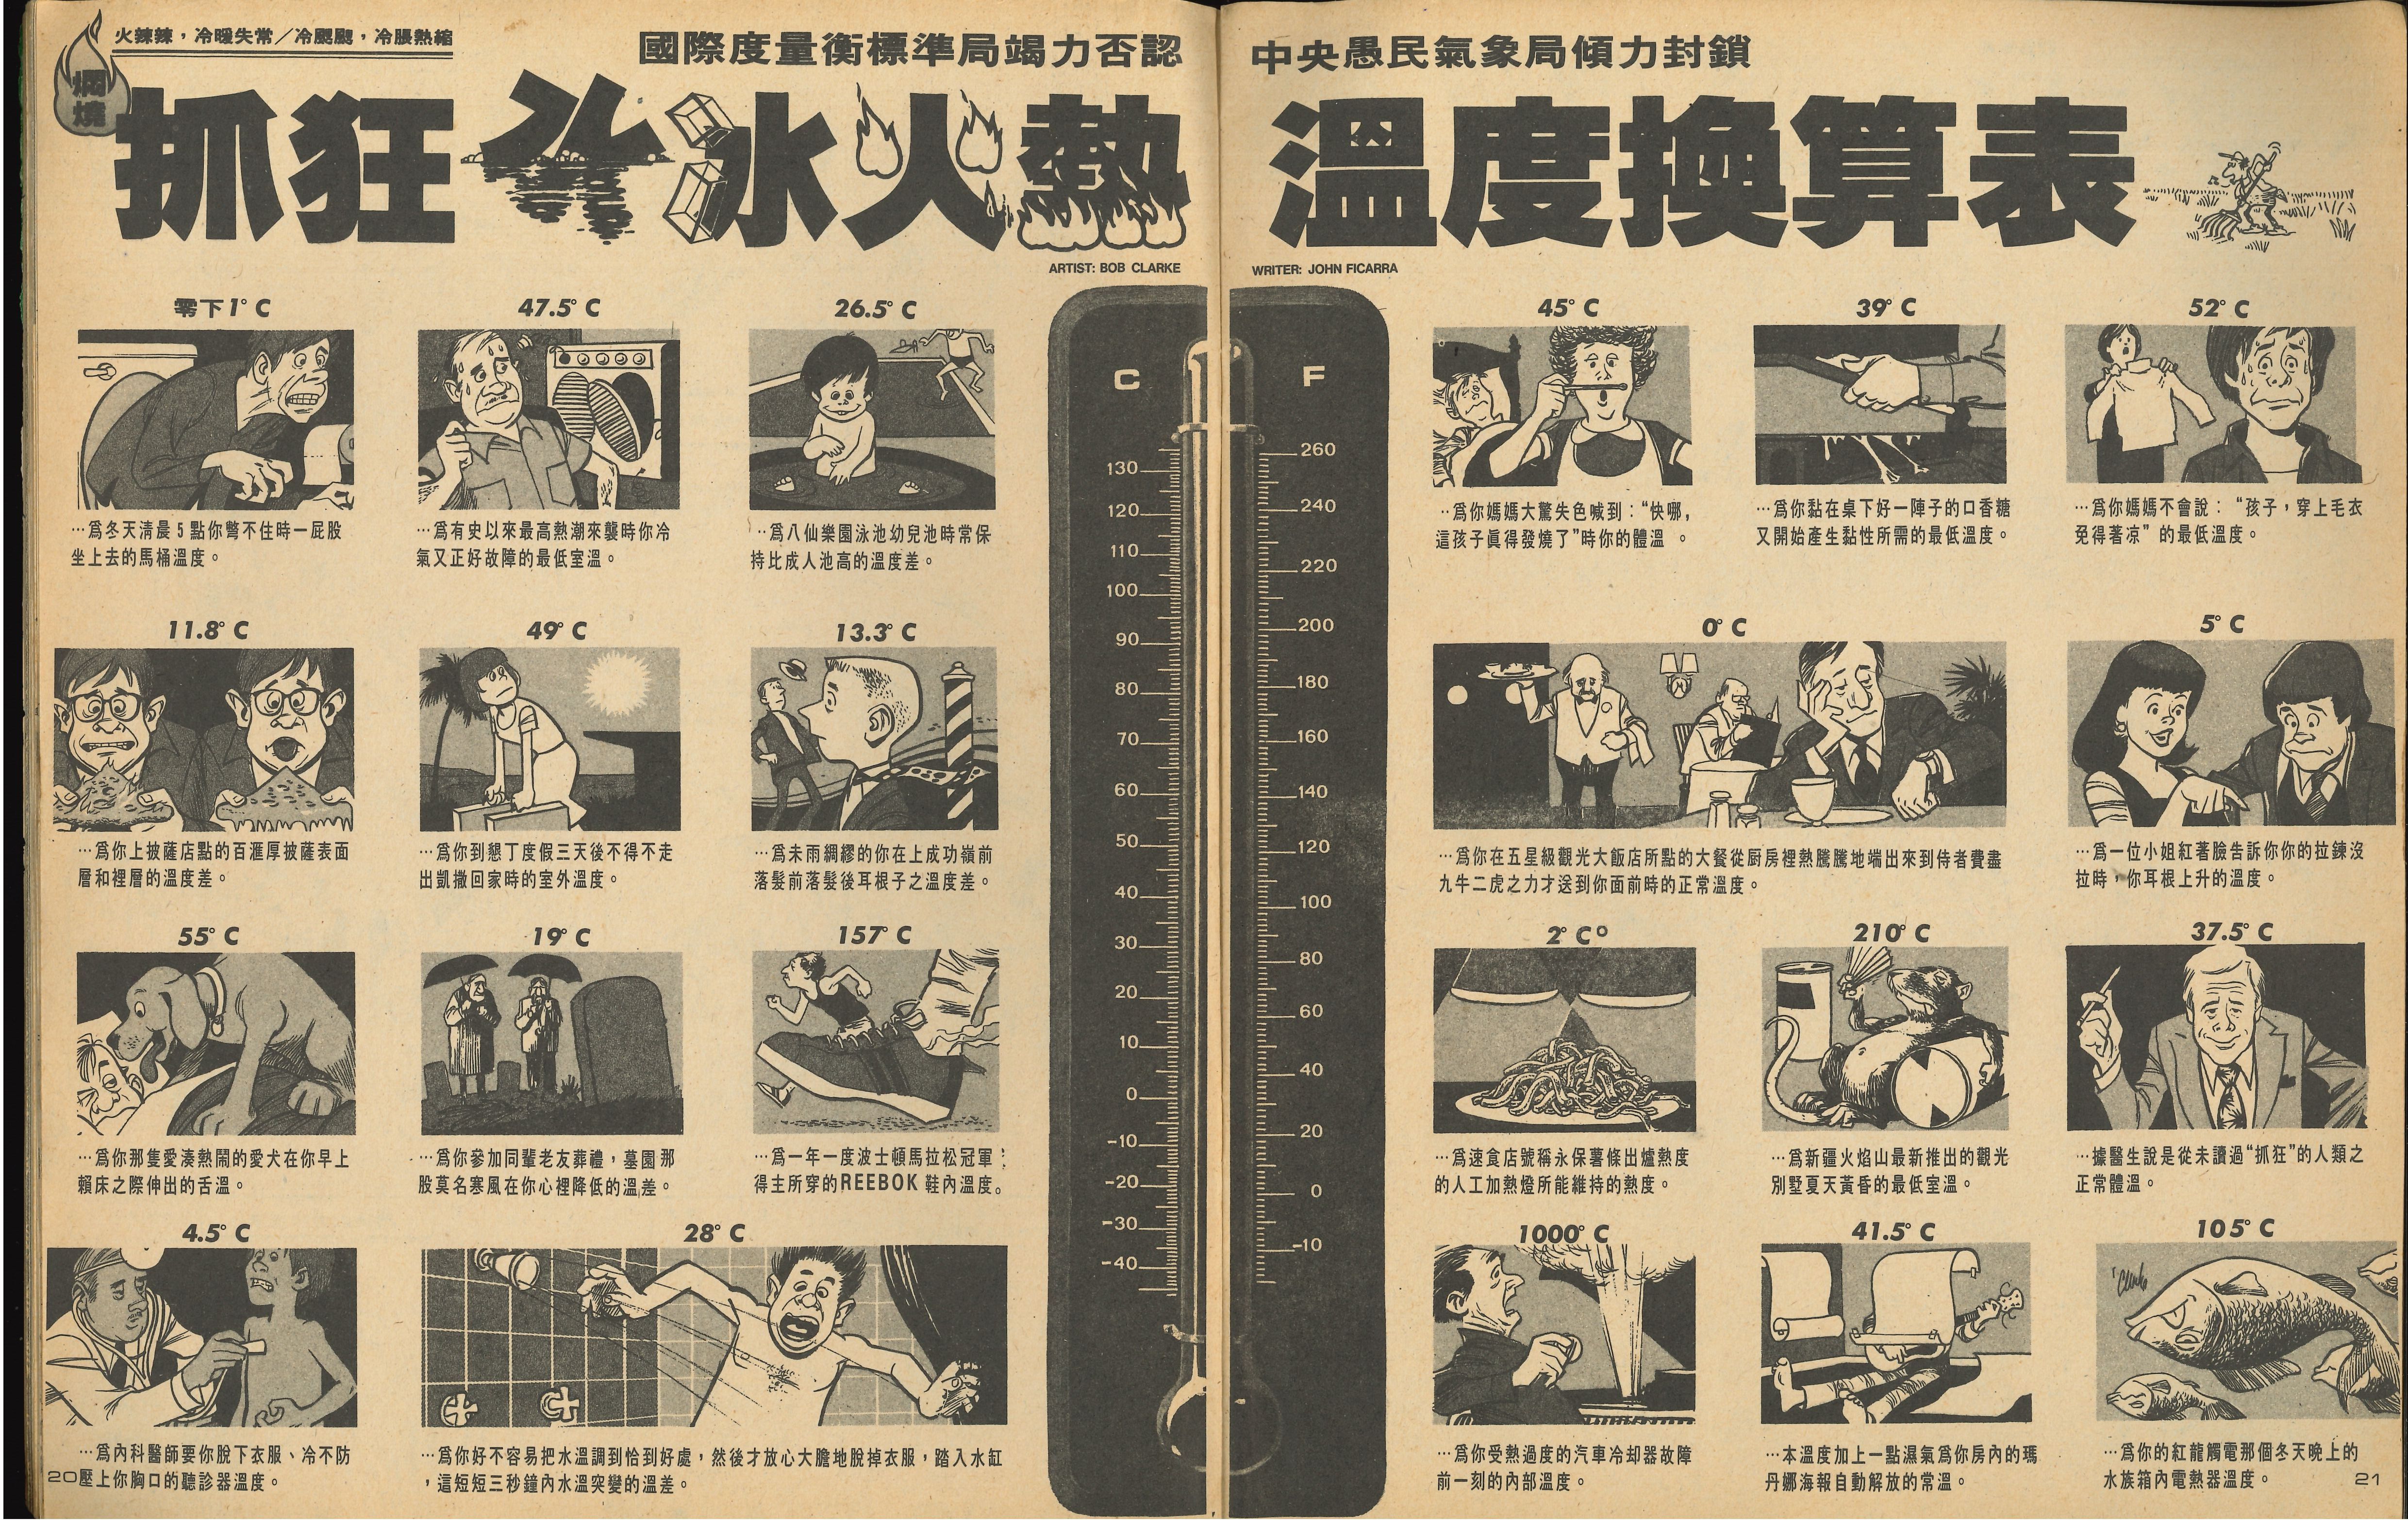 火辣辣，冷暖失常／冷颼颼，冷脹熱縮
燒
國際度量衡標準局竭力否認
中央愚民氣象局傾力封鎖
抓狂冷冰人熱
溫度換算表
ARTIST: BOB CLARKE
WRITER: JOHN FICARRA
零下1°C
…爲冬天清晨5點你彆不住時一屁股
坐上去的馬桶溫度。
47.5°C
…爲有史以來最高熱潮來襲時你冷
氣又正好故障的最低室溫。
26.5°C
…爲八仙樂園泳池幼兒池時常保
持比成人池高的溫度差。
11.8°C
…爲你上披薩店點的百滙厚披薩表面
層和裡層的溫度差。
49°C
…爲你到墾丁度假三天後不得不走
出凱撒回家時的室外溫度。
13.3°C
…爲未雨綢繆的你在上成功嶺前
落髮前落髮後耳根子之溫度差。
55°C
…爲你那隻愛湊熱鬧的愛犬在你早上
賴床之際伸出的舌溫。
19°C
…爲你參加同輩老友葬禮，墓園那
股莫名寒風在你心裡降低的溫差。
157°C
…爲一年一度波士頓馬拉松冠軍
得主所穿的REEBOK 鞋內溫度。
4.5°C
…爲內科醫師要你脫下衣服、冷不防
壓上你胸口的聽診器溫度。
28°C
…爲你好不容易把水溫調到恰到好處，然後才放心大膽地脫掉衣服，踏入水缸
，這短短三秒鐘內水溫突變的溫差。
20
C
130
120
110
100
90
80
70
60
50
40
30
20
10
0
-10
-20
-30
-40
F
260
240
220
200
180
160
140
120
100
80
60
40
20
0
-10
45°C
…爲你媽媽大驚失色喊到：“快哪，
這孩子眞得發燒了”時你的體溫 。
39°C
…爲你黏在桌下好一陣子的口香糖
又開始產生黏性所需的最低溫度。
52°C
…爲你媽媽不會說：“孩子，穿上毛衣
免得著凉”的最低溫度。
0°C
…爲你在五星級觀光大飯店所點的大餐從厨房裡熱騰騰地端出來到侍者費盡
九牛二虎之力才送到你面前時的正常溫度。
5°C
…爲一位小姐紅著臉告訴你你的拉鍊沒
拉時，你耳根上升的溫度。
2°C°
…爲速食店號稱永保薯條出爐熱度
的人工加熱燈所能維持的熱度。
210°C
…爲新疆火焰山最新推出的觀光
別墅夏天黃昏的最低室溫。
37.5°C
…據醫生說是從未讀過“抓狂”的人類之
正常體溫。
1000°C
…爲你受熱過度的汽車冷却器故障
前一刻的內部溫度。
41.5°C
…本溫度加上一點濕氣爲你房內的瑪
丹娜海報自動解放的常溫。
105°C
Clarke
…爲你的紅龍觸電那個冬天晚上的
水族箱內電熱器溫度。
21